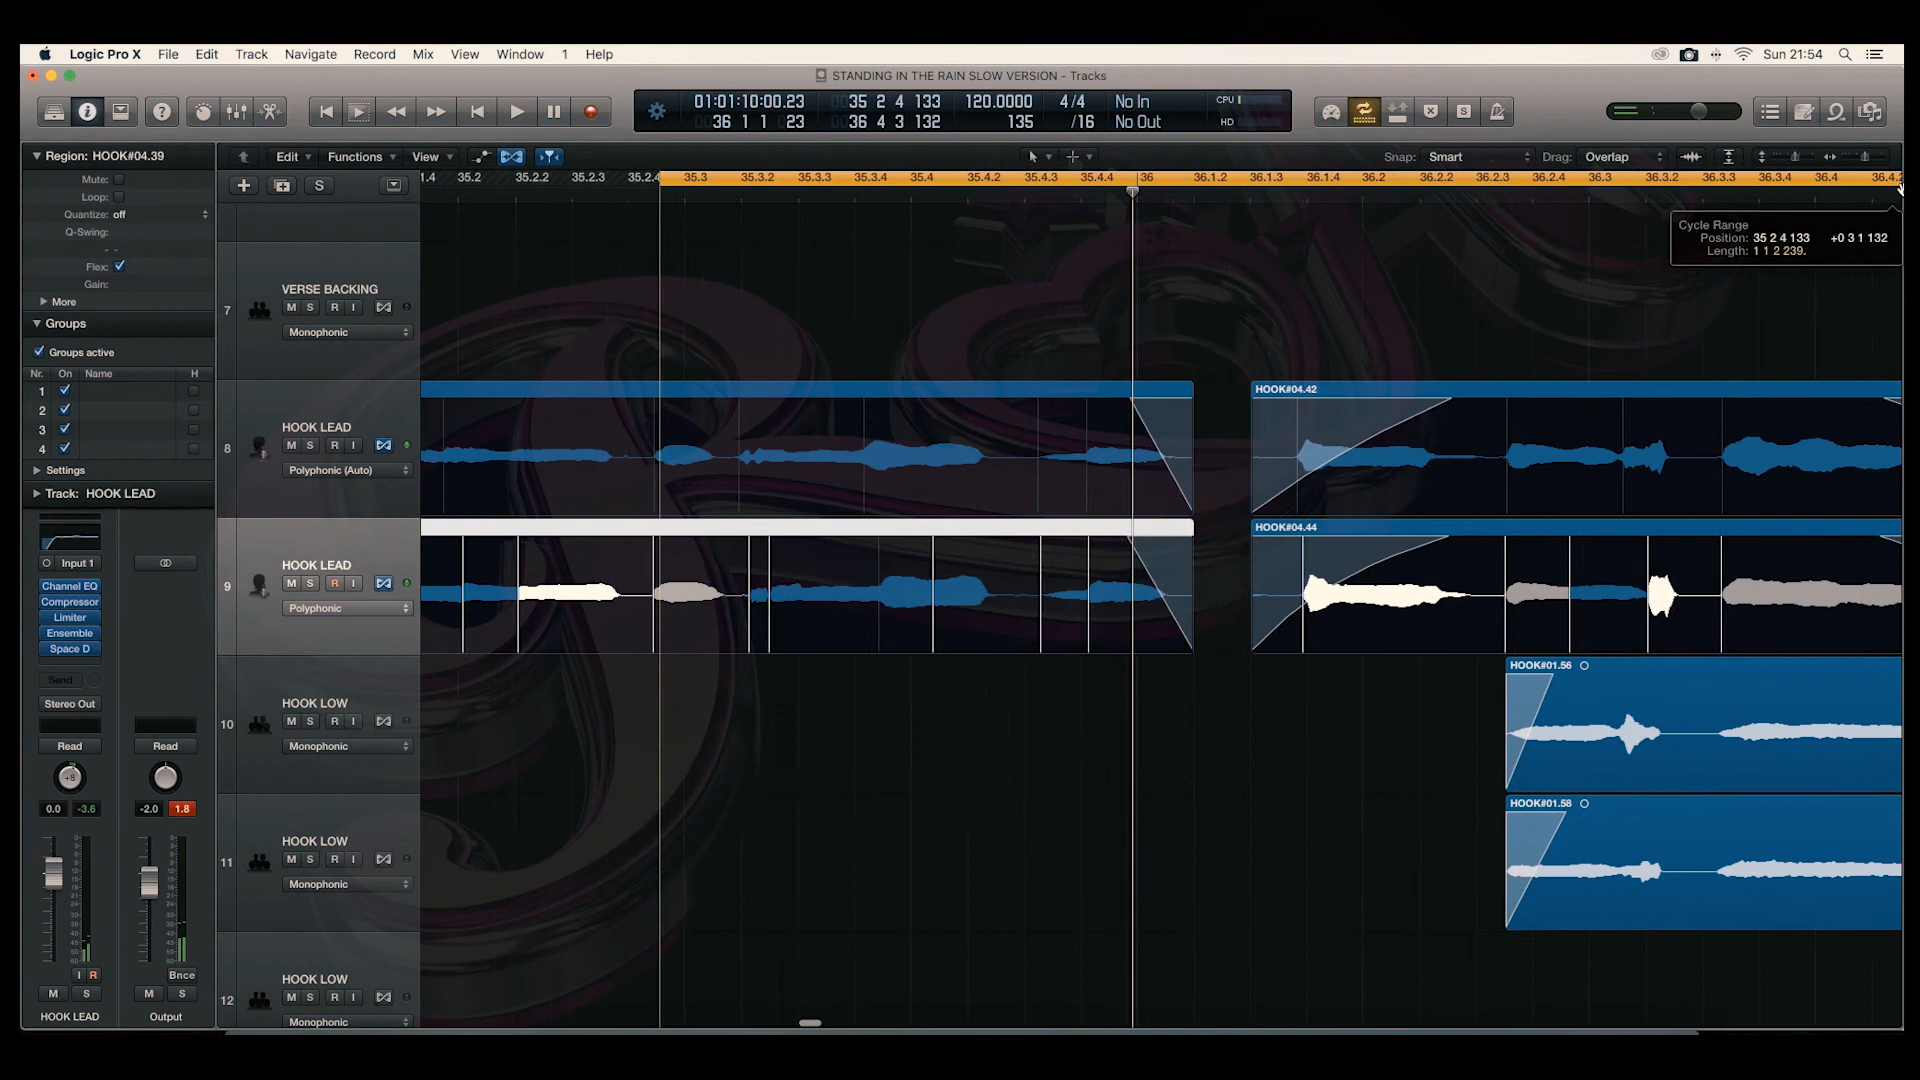 Logic Pro X File Edit Track Navigate Record Mix View Window 1 Help Sun 21:54
STANDING IN THE RAIN SLOW VERSION - Tracks
01:01:10:00.23 35 2 4 133 120.0000 4/4 No In CPU
36 1 1 23 36 4 3 132 135 /16 No Out HD
Region: HOOK#04.39
Mute:
Loop:
Quantize: off
Q-Swing:
Flex:
Gain:
More
Groups
Groups active
Nr. On Name H
1
2
3
4
Settings
Track: HOOK LEAD
Input 1
Channel EQ
Compressor
Limiter
Ensemble
Space D
Send
Stereo Out
Read Read
+8
0.0 -3.6 -2.0 1.8
I R Bnce
M S M S
HOOK LEAD Output
Edit Functions View Snap: Smart Drag: Overlap
S
1.4 35.2 35.2.2 35.2.3 35.2.4 35.3 35.3.2 35.3.3 35.3.4 35.4 35.4.2 35.4.3 35.4.4 36 36.1.2 36.1.3 36.1.4 36.2 36.2.2 36.2.3 36.2.4 36.3 36.3.2 36.3.3 36.3.4 36.4 36.4.2
Cycle Range
Position: 35 2 4 133 +0 3 1 132
Length: 1 1 2 239.
7 VERSE BACKING
M S R I
Monophonic
8 HOOK LEAD
M S R I
Polyphonic (Auto)
HOOK#04.42
9 HOOK LEAD
M S R I
Polyphonic
HOOK#04.44
10 HOOK LOW
M S R I
Monophonic
HOOK#01.56
11 HOOK LOW
M S R I
Monophonic
HOOK#01.58
12 HOOK LOW
M S R I
Monophonic